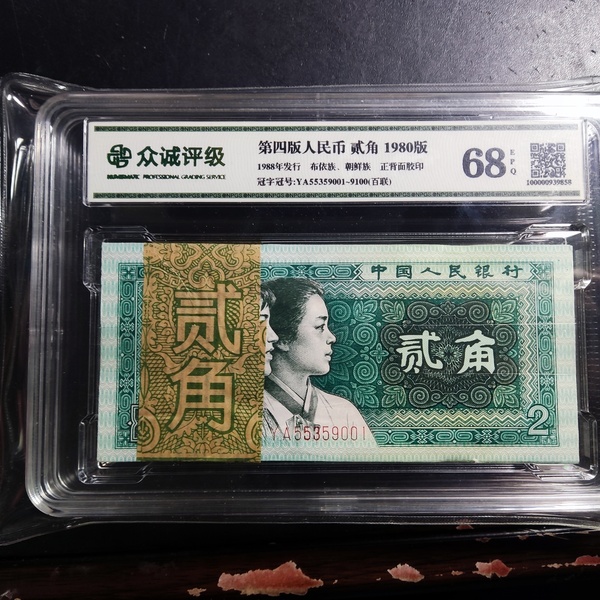 众诚评级
NUMISMATIC PROFESSIONAL GRADING SERVICE
第四版人民币 贰角 1980版
1988年发行 布依族、朝鲜族 正背面胶印
冠字冠号:YA55359001~9100(百联)
68
EPQ
100000939858
中国人民银行
贰角
贰角
YA55359001
2